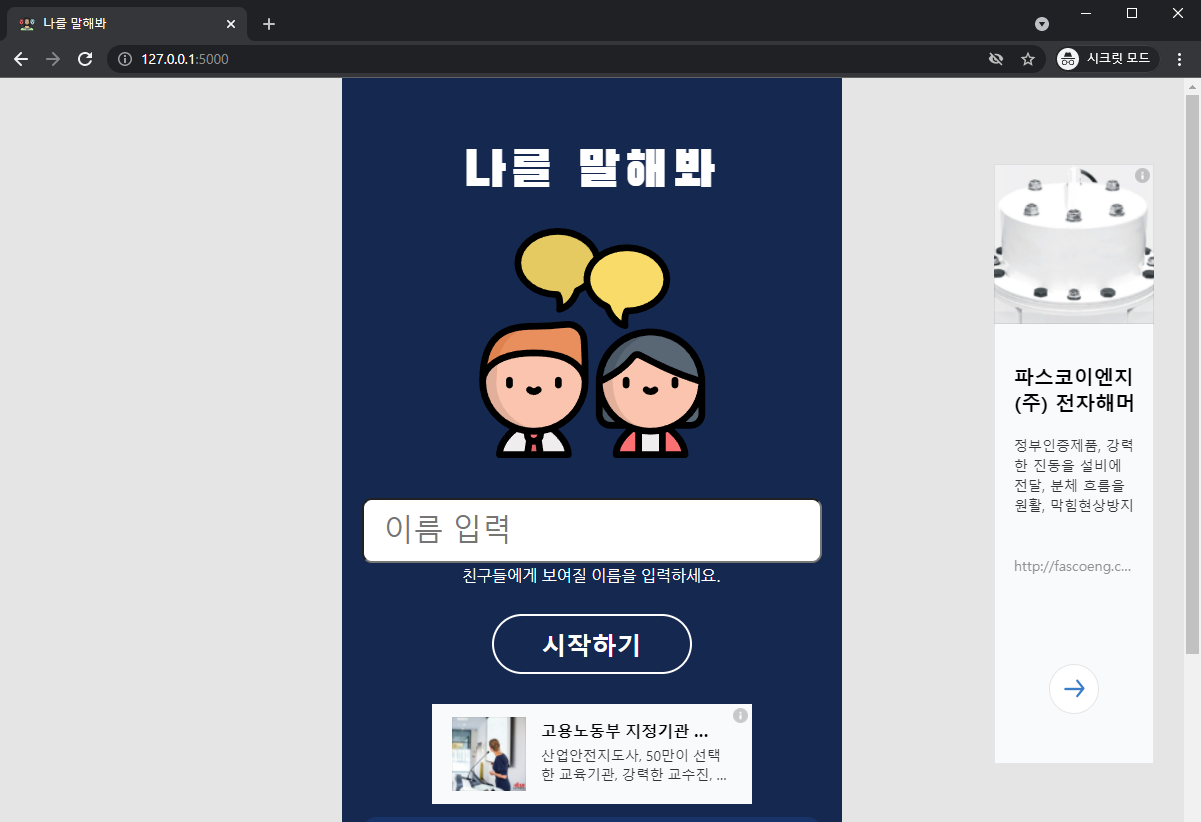 나를 말해봐
127.0.0.1:5000
시크릿 모드
나를 말해봐
이름 입력
친구들에게 보여질 이름을 입력하세요.
시작하기
고용노동부 지정기관 ...
산업안전지도사, 50만이 선택
한 교육기관, 강력한 교수진, ...
파스코이엔지
(주) 전자해머
정부인증제품, 강력
한 진동을 설비에
전달, 분체 흐름을
원활, 막힘현상방지
http://fascoeng.c...